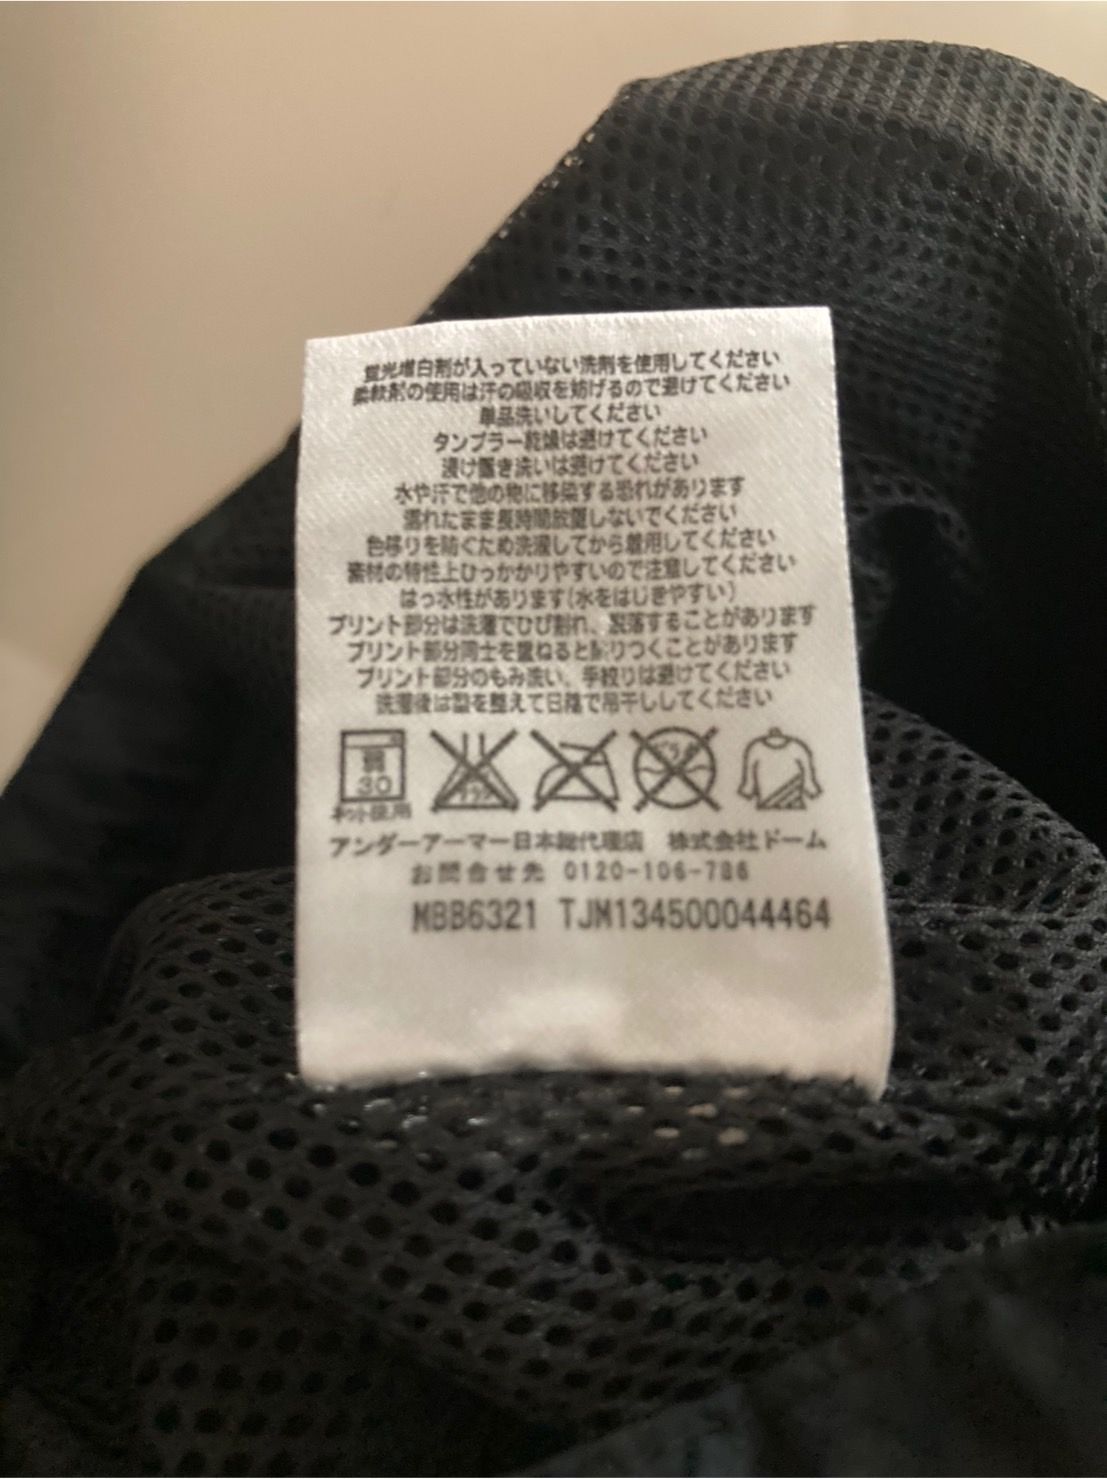 蛍光増白剤が入っていない洗剤を使用してください
柔軟剤の使用は汗の吸収を妨げるので避けてください
単品洗いしてください
タンブラー乾燥は避けてください
浸け置き洗いは避けてください
水や汗で他の物に移染する恐れがあります
濡れたまま長時間放置しないでください
色移りを防ぐため洗濯してから着用してください
素材の特性上ひっかかりやすいので注意してください
はっ水性があります(水をはじきやすい)
プリント部分は洗濯でひび割れ、脱落することがあります
プリント部分同士を重ねると貼りつくことがあります
プリント部分のもみ洗い、手絞りは避けてください
洗濯後は型を整えて日陰で吊干ししてください
弱
30
ネット使用
エンソサラシ
ドライ
アンダーアーマー日本総代理店 株式会社ドーム
お問合せ先 0120-106-786
MBB6321 TJM134500044464